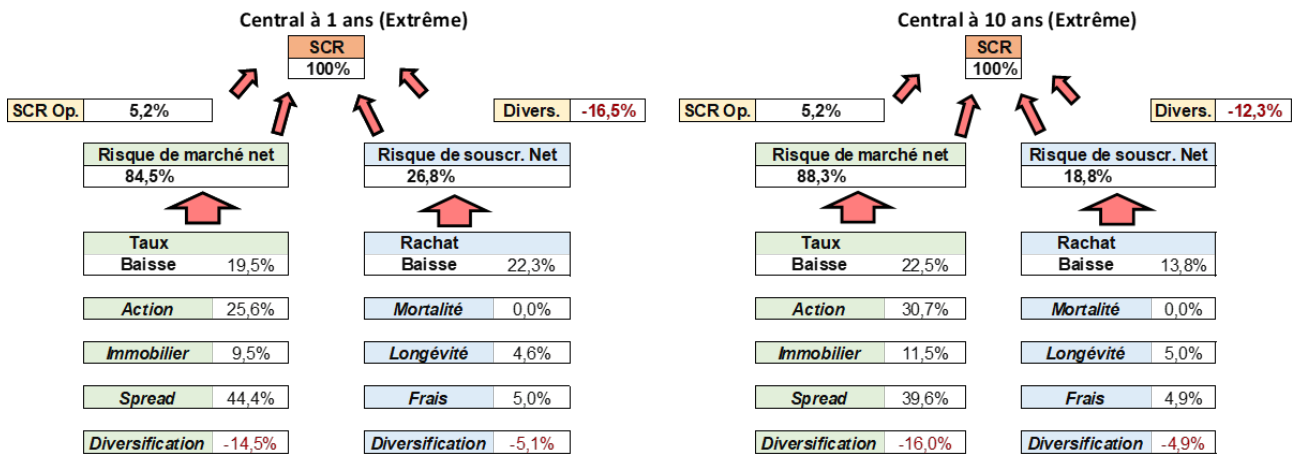 Central à 1 ans (Extrême)
SCR
100%
SCR Op. 5,2%
Divers. -16,5%
Risque de marché net
84,5%
Risque de souscr. Net
26,8%
Taux
Baisse 19,5%
Rachat
Baisse 22,3%
Action 25,6%
Mortalité 0,0%
Immobilier 9,5%
Longévité 4,6%
Spread 44,4%
Frais 5,0%
Diversification -14,5%
Diversification -5,1%
Central à 10 ans (Extrême)
SCR
100%
SCR Op. 5,2%
Divers. -12,3%
Risque de marché net
88,3%
Risque de souscr. Net
18,8%
Taux
Baisse 22,5%
Rachat
Baisse 13,8%
Action 30,7%
Mortalité 0,0%
Immobilier 11,5%
Longévité 5,0%
Spread 39,6%
Frais 4,9%
Diversification -16,0%
Diversification -4,9%